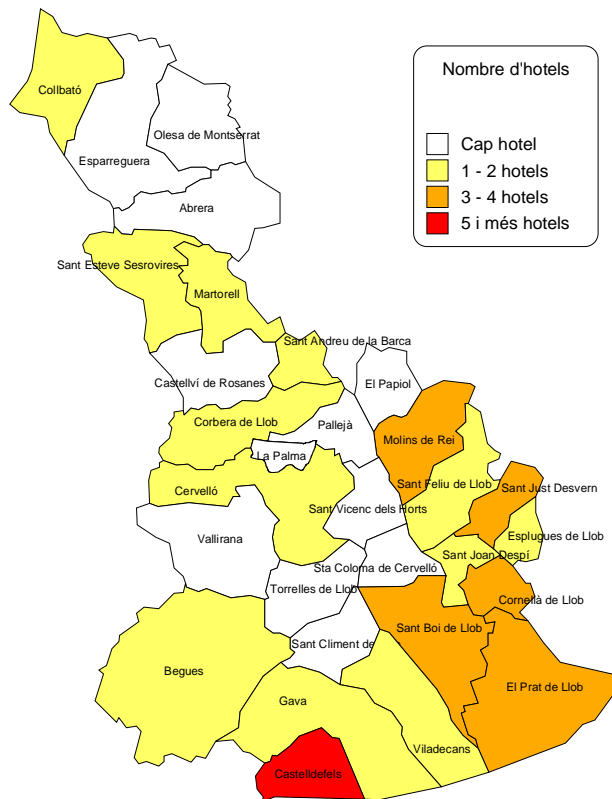 Nombre d'hotels
Cap hotel
1 - 2 hotels
3 - 4 hotels
5 i més hotels
Collbató
Olesa de Montserrat
Esparreguera
Abrera
Sant Esteve Sesrovires
Martorell
Sant Andreu de la Barca
Castellví de Rosanes
El Papiol
Corbera de Llob
Pallejà
Molins de Rei
La Palma
Cervelló
Sant Feliu de Llob
Sant Just Desvern
Sant Vicenc dels Horts
Vallirana
Esplugues de Llob
Sant Joan Despí
Sta Coloma de Cervelló
Torrelles de Llob
Cornellà de Llob
Sant Boi de Llob
Sant Climent de
Begues
El Prat de Llob
Gava
Viladecans
Castelldefels